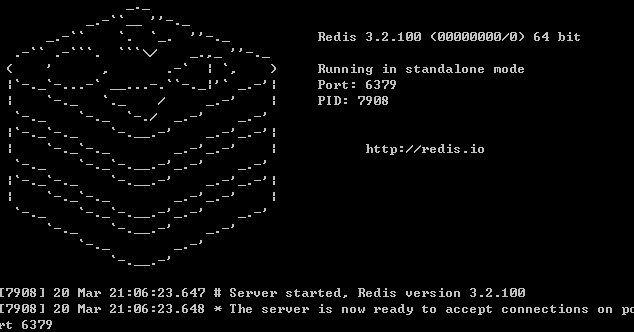 Redis 3.2.100 (00000000/0) 64 bit
Running in standalone mode
Port: 6379
PID: 7908
http://redis.io
[7908] 20 Mar 21:06:23.647 # Server started, Redis version 3.2.100
[7908] 20 Mar 21:06:23.648 * The server is now ready to accept connections on po
rt 6379